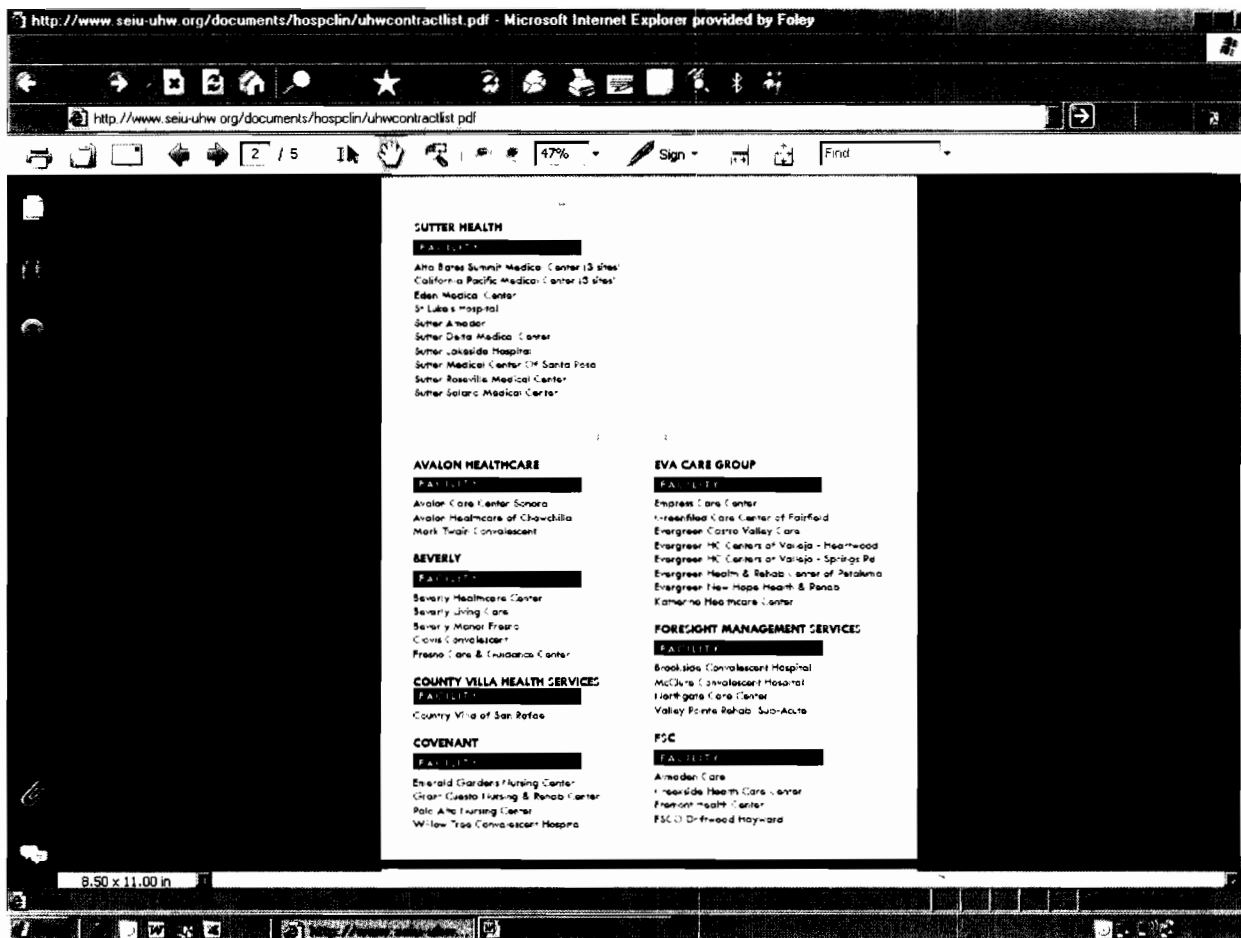 http://www.seiu-uhw.org/documents/hospclin/uhwcontractlist.pdf - Microsoft Internet Explorer provided by Foley
http://www.seiu-uhw.org/documents/hospclin/uhwcontractlist.pdf
2 / 5 47% Sign Find
SUTTER HEALTH
FACILITY
Alta Bates Summit Medical Center (3 sites)
California Pacific Medical Center (3 sites)
Eden Medical Center
St Luke's Hospital
Sutter Amador
Sutter Delta Medical Center
Sutter Lakeside Hospital
Sutter Medical Center Of Santa Rosa
Sutter Roseville Medical Center
Sutter Solano Medical Center
AVALON HEALTHCARE
FACILITY
Avalon Care Center Sonora
Avalon Healthcare of Chowchilla
Mark Twain Convalescent
BEVERLY
FACILITY
Beverly Healthcare Center
Beverly Living Care
Beverly Manor Fresno
Clovis Convalescent
Fresno Care & Guidance Center
COUNTY VILLA HEALTH SERVICES
FACILITY
Country Villa of San Rafael
COVENANT
FACILITY
Emerald Gardens Nursing Center
Grant Cuesta Nursing & Rehab Center
Palo Alto Nursing Center
Willow Tree Convalescent Hospital
EVA CARE GROUP
FACILITY
Empress Care Center
Greenfiled Care Center of Fairfield
Evergreen Castro Valley Care
Evergreen HC Centers of Vallejo - Heartwood
Evergreen HC Centers of Vallejo - Springs Rd
Evergreen Health & Rehab Center of Petaluma
Evergreen New Hope Health & Rehab
Katherine Healthcare Center
FORESIGHT MANAGEMENT SERVICES
FACILITY
Brookside Convalescent Hospital
McClure Convalescent Hospital
Northgate Care Center
Valley Pointe Rehab Sub-Acute
FSC
FACILITY
Almaden Care
Creekside Health Care Center
Fremont Health Center
FSC Driftwood Hayward
8.50 x 11.00 in